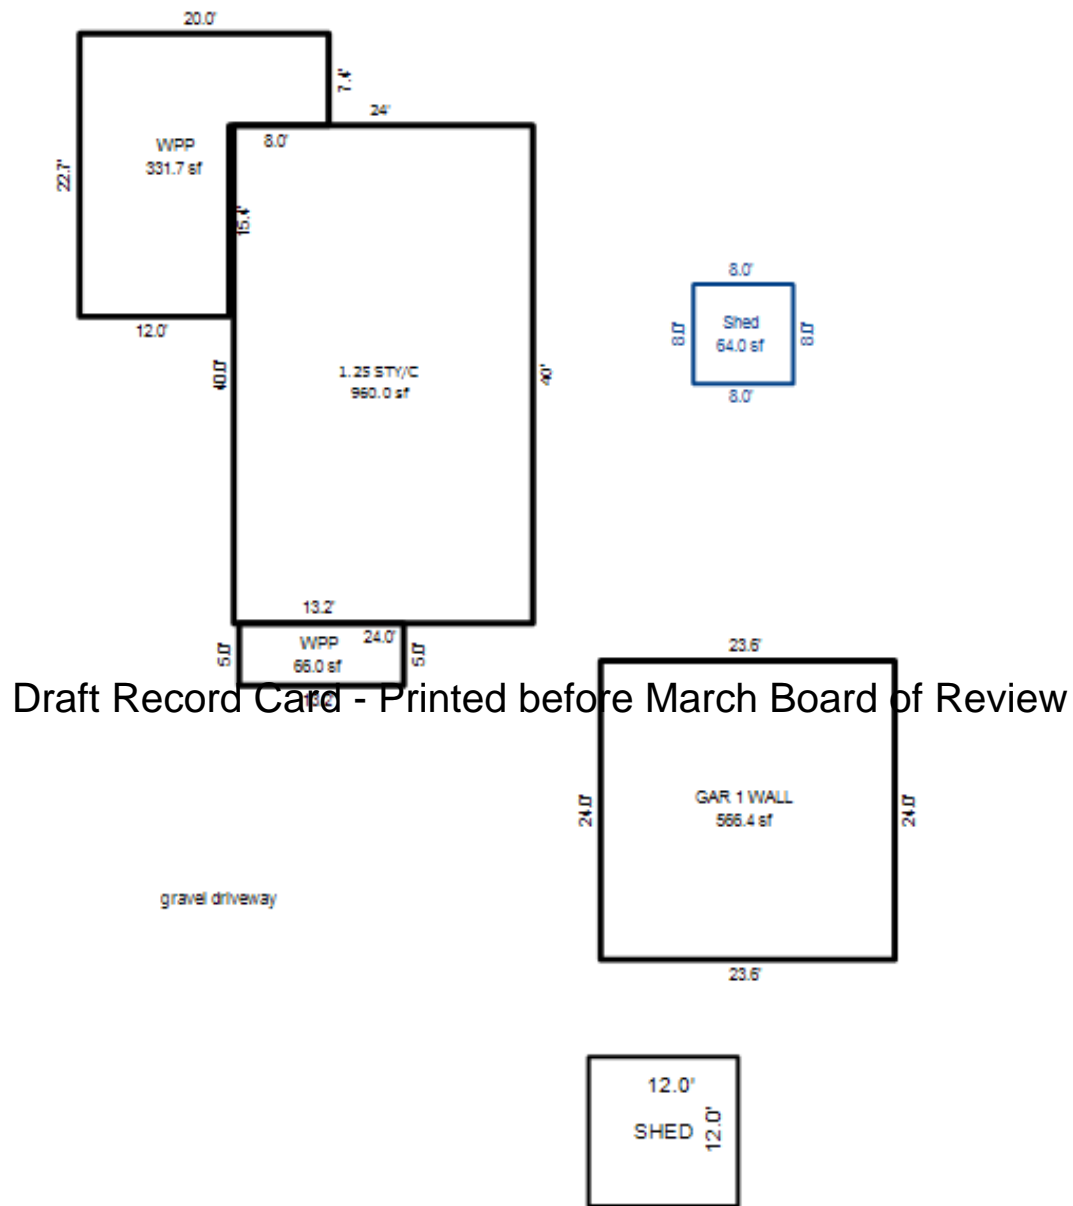 20.0'
7.4'
24'
WPP
331.7 sf
8.0'
22.7'
15.4'
12.0'
8.0'
8.0'
Shed
64.0 sf
8.0'
8.0'
40.0'
1.25 STY/C
960.0 sf
40'
13.2'
5.0'
WPP
66.0 sf
24.0'
5.0'
13.2'
23.6'
Draft Record Card - Printed before March Board of Review
24.0'
GAR 1 WALL
566.4 sf
24.0'
gravel driveway
23.6'
12.0'
SHED
12.0'